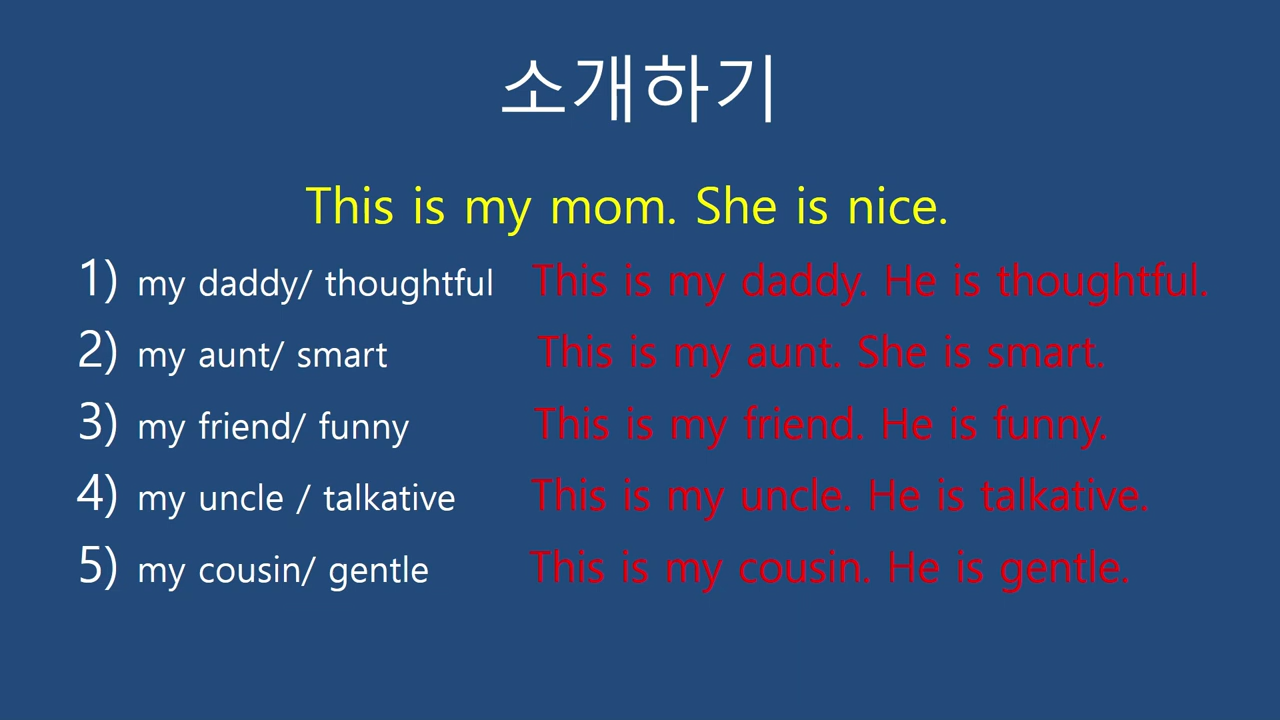 소개하기
This is my mom. She is nice.
1) my daddy/ thoughtful This is my daddy. He is thoughtful.
2) my aunt/ smart This is my aunt. She is smart.
3) my friend/ funny This is my friend. He is funny.
4) my uncle / talkative This is my uncle. He is talkative.
5) my cousin/ gentle This is my cousin. He is gentle.